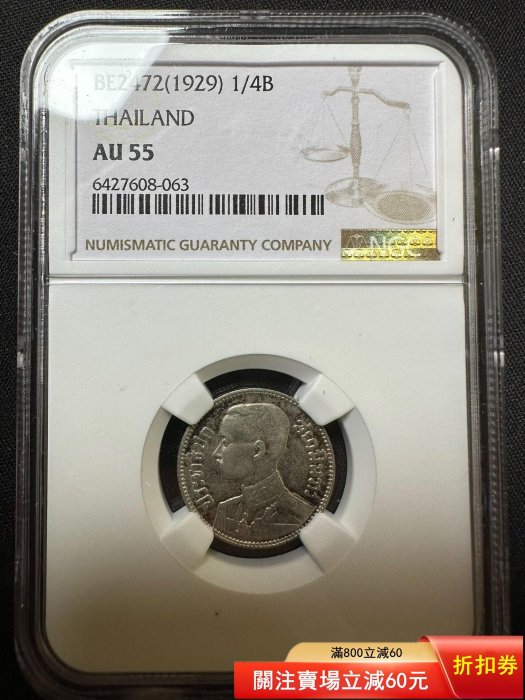 BE2472(1929) 1/4B
THAILAND
AU 55
6427608-063
NUMISMATIC GUARANTY COMPANY
NGC
滿800立減60
關注賣場立減60元
折扣券